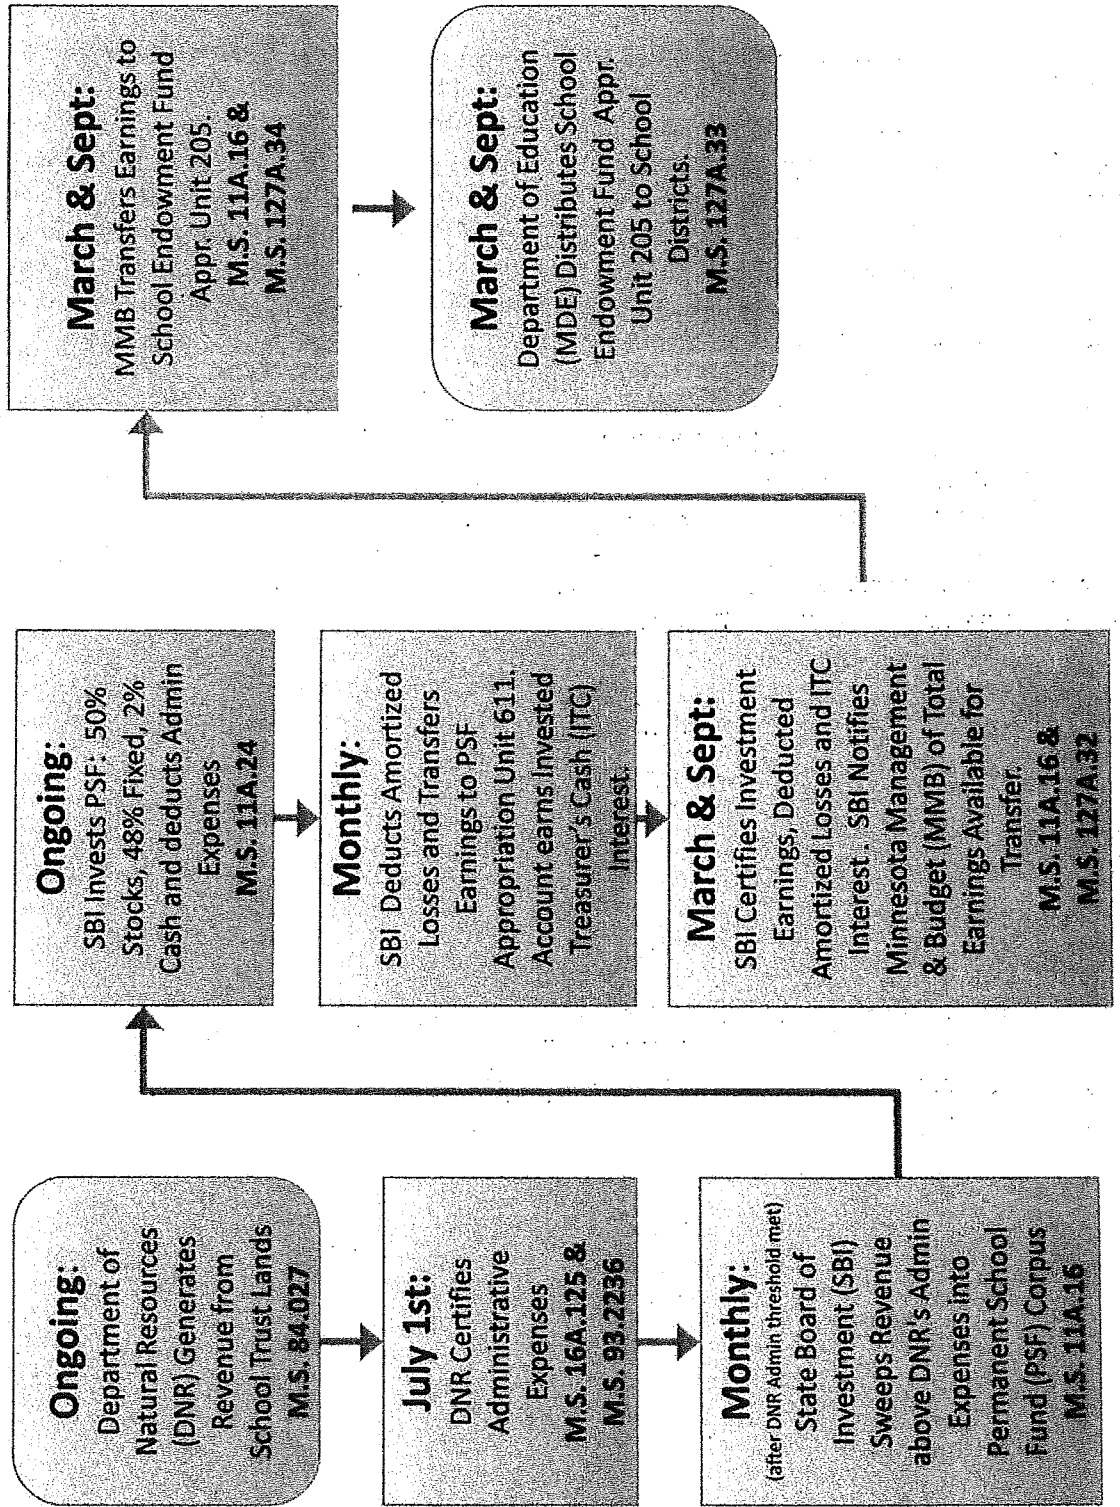 Ongoing:
Department of
Natural Resources
(DNR) Generates
Revenue from
School Trust Lands
M.S. 84.027
July 1st:
DNR Certifies
Administrative
Expenses
M.S. 16A.125 &
M.S. 93.2236
Monthly:
(after DNR Admin threshold met)
State Board of
Investment (SBI)
Sweeps Revenue
above DNR's Admin
Expenses into
Permanent School
Fund (PSF) Corpus
M.S. 11A.16
Ongoing:
SBI Invests PSF: 50%
Stocks, 48% Fixed, 2%
Cash and deducts Admin
Expenses
M.S. 11A.24
Monthly:
SBI Deducts Amortized
Losses and Transfers
Earnings to PSF
Appropriation Unit 611.
Account earns Invested
Treasurer's Cash (ITC)
Interest.
March & Sept:
SBI Certifies Investment
Earnings, Deducted
Amortized Losses and ITC
Interest. SBI Notifies
Minnesota Management
& Budget (MMB) of Total
Earnings Available for
Transfer.
M.S. 11A.16 &
M.S. 127A.32
March & Sept:
MMB Transfers Earnings to
School Endowment Fund
Appr. Unit 205.
M.S. 11A.16 &
M.S. 127A.34
March & Sept:
Department of Education
(MDE) Distributes School
Endowment Fund Appr.
Unit 205 to School
Districts.
M.S. 127A.33